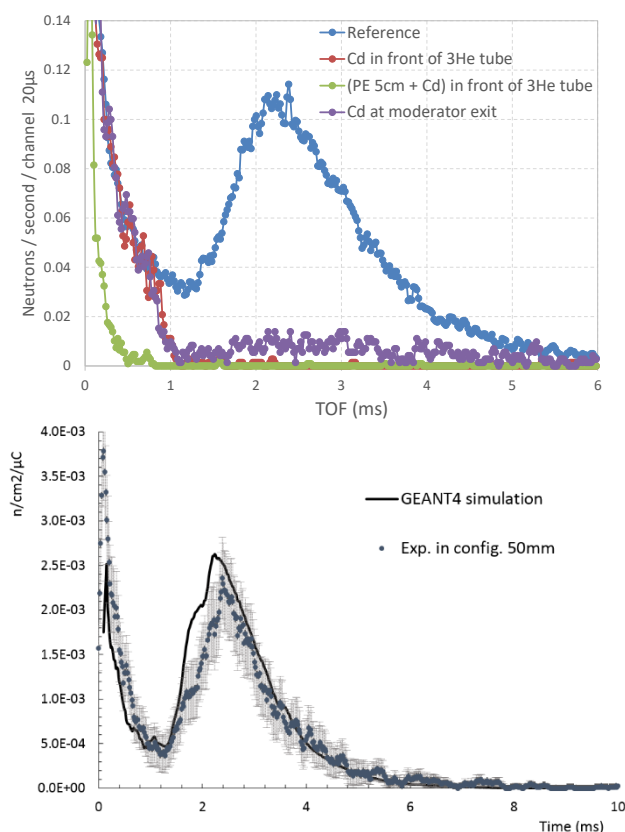 0.14
0.12
0.1
0.08
0.06
0.04
0.02
0
Neutrons / second / channel 20µs
Reference
Cd in front of 3He tube
(PE 5cm + Cd) in front of 3He tube
Cd at moderator exit
0 1 2 3 4 5 6
TOF (ms)
n/cm2/µC
4.0E-03
3.5E-03
3.0E-03
2.5E-03
2.0E-03
1.5E-03
1.0E-03
5.0E-04
0.0E+00
GEANT4 simulation
Exp. in config. 50mm
0 2 4 6 8 10
Time (ms)